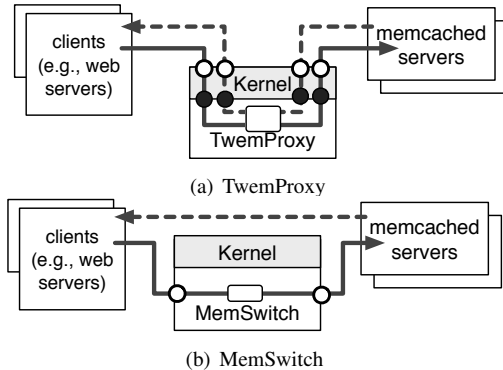 clients
(e.g., web
servers)
memcached
servers
Kernel
TwemProxy
(a) TwemProxy
clients
(e.g., web
servers)
memcached
servers
Kernel
MemSwitch
(b) MemSwitch